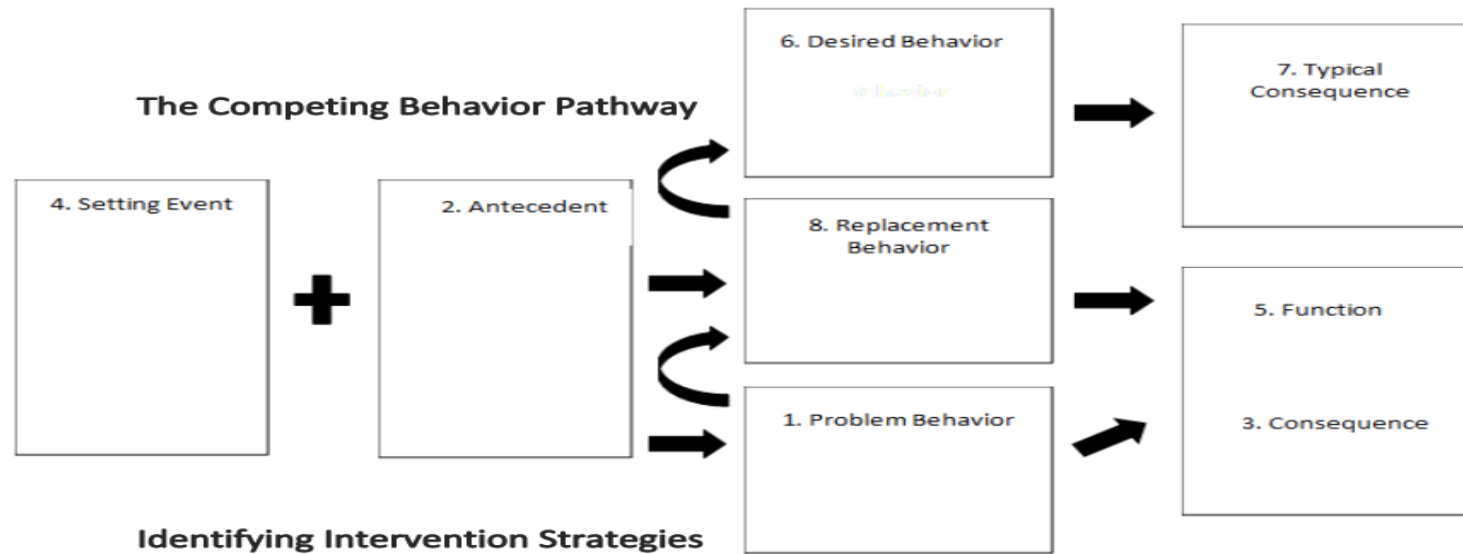 6. Desired Behavior
7. Typical
Consequence
The Competing Behavior Pathway
4. Setting Event
2. Antecedent
8. Replacement
Behavior
5. Function
1. Problem Behavior
3. Consequence
Identifying Intervention Strategies